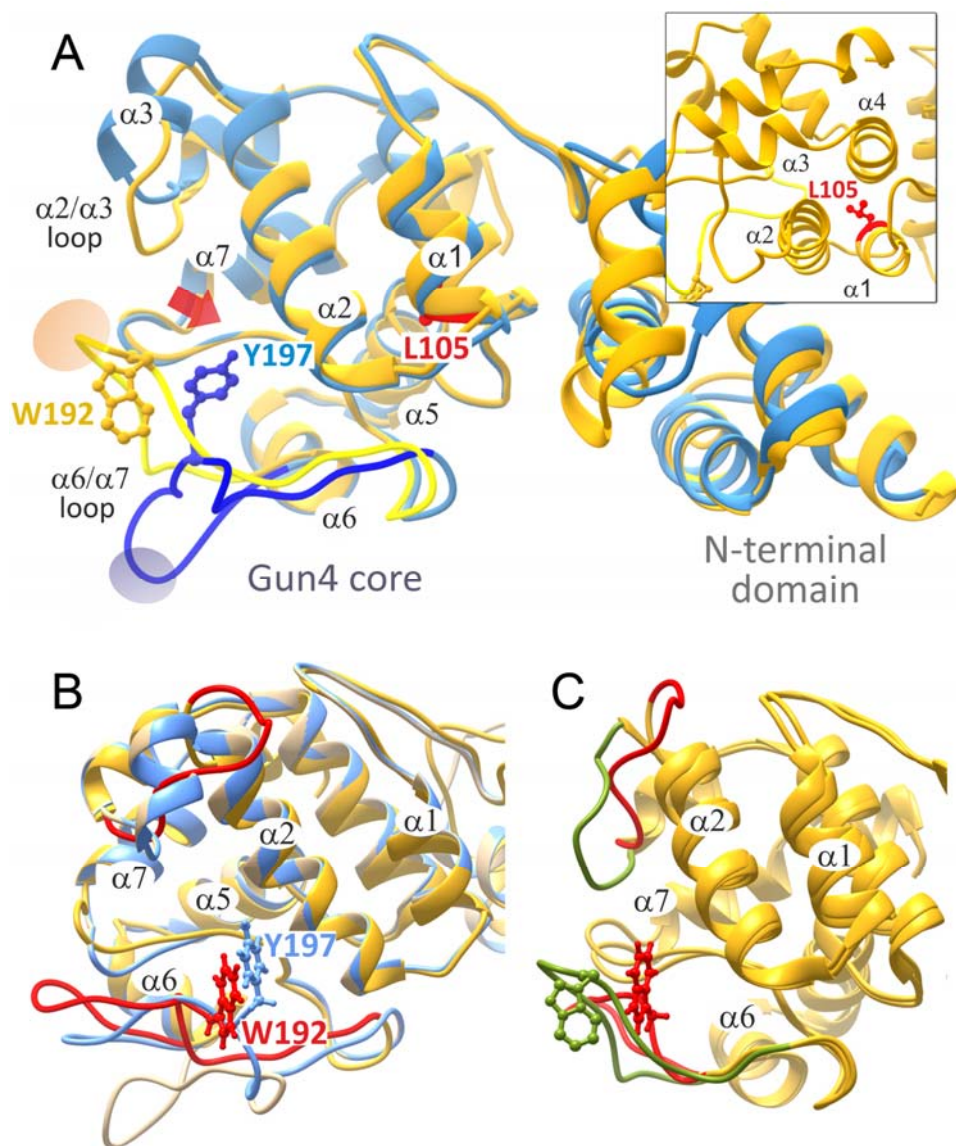 A
α3
α2/α3
loop
α7
α1
α2
Y197
L105
W192
α5
α6/α7
loop
α6
Gun4 core
N-terminal
domain
α4
α3
L105
α2
α1
B
α1
α2
α7
α5
Y197
α6
W192
C
α2
α1
α7
α6